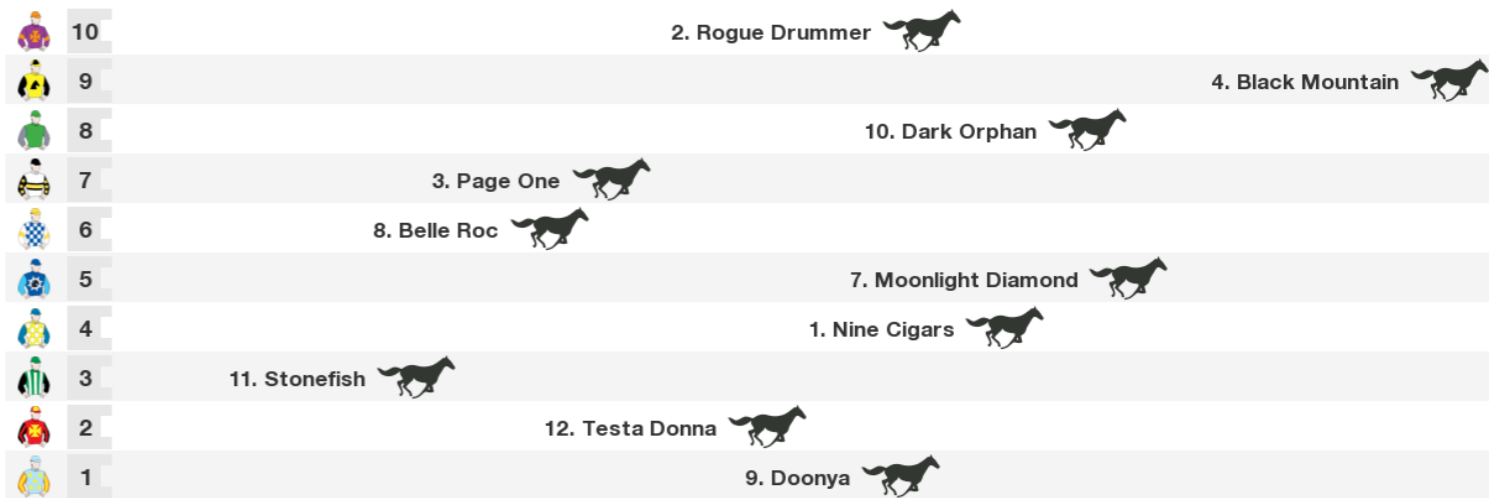 10 2. Rogue Drummer
9 4. Black Mountain
8 10. Dark Orphan
7 3. Page One
6 8. Belle Roc
5 7. Moonlight Diamond
4 1. Nine Cigars
3 11. Stonefish
2 12. Testa Donna
1 9. Doonya